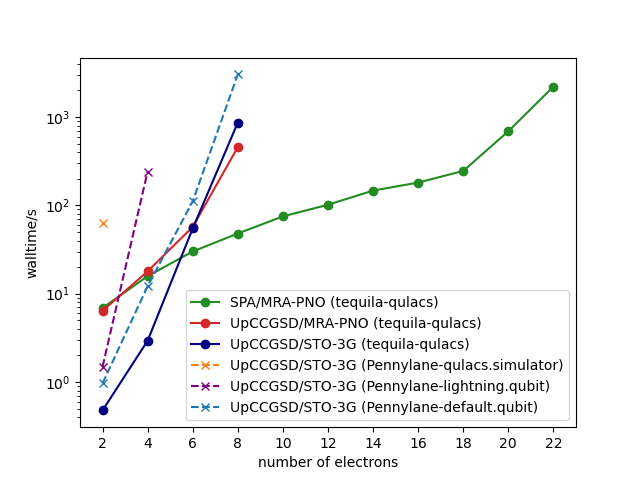 10³
10²
10¹
10⁰
walltime/s
SPA/MRA-PNO (tequila-qulacs)
UpCCGSD/MRA-PNO (tequila-qulacs)
UpCCGSD/STO-3G (tequila-qulacs)
UpCCGSD/STO-3G (Pennylane-qulacs.simulator)
UpCCGSD/STO-3G (Pennylane-lightning.qubit)
UpCCGSD/STO-3G (Pennylane-default.qubit)
2 4 6 8 10 12 14 16 18 20 22
number of electrons